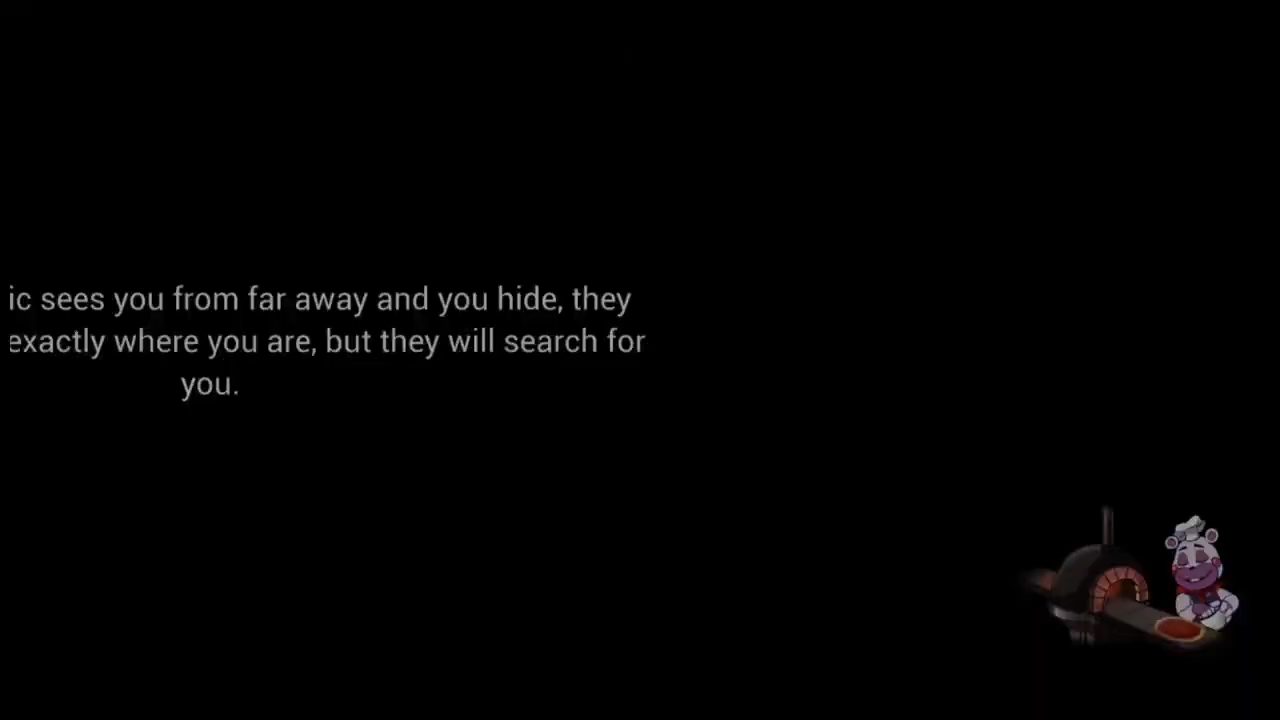 ic sees you from far away and you hide, they
exactly where you are, but they will search for
you.